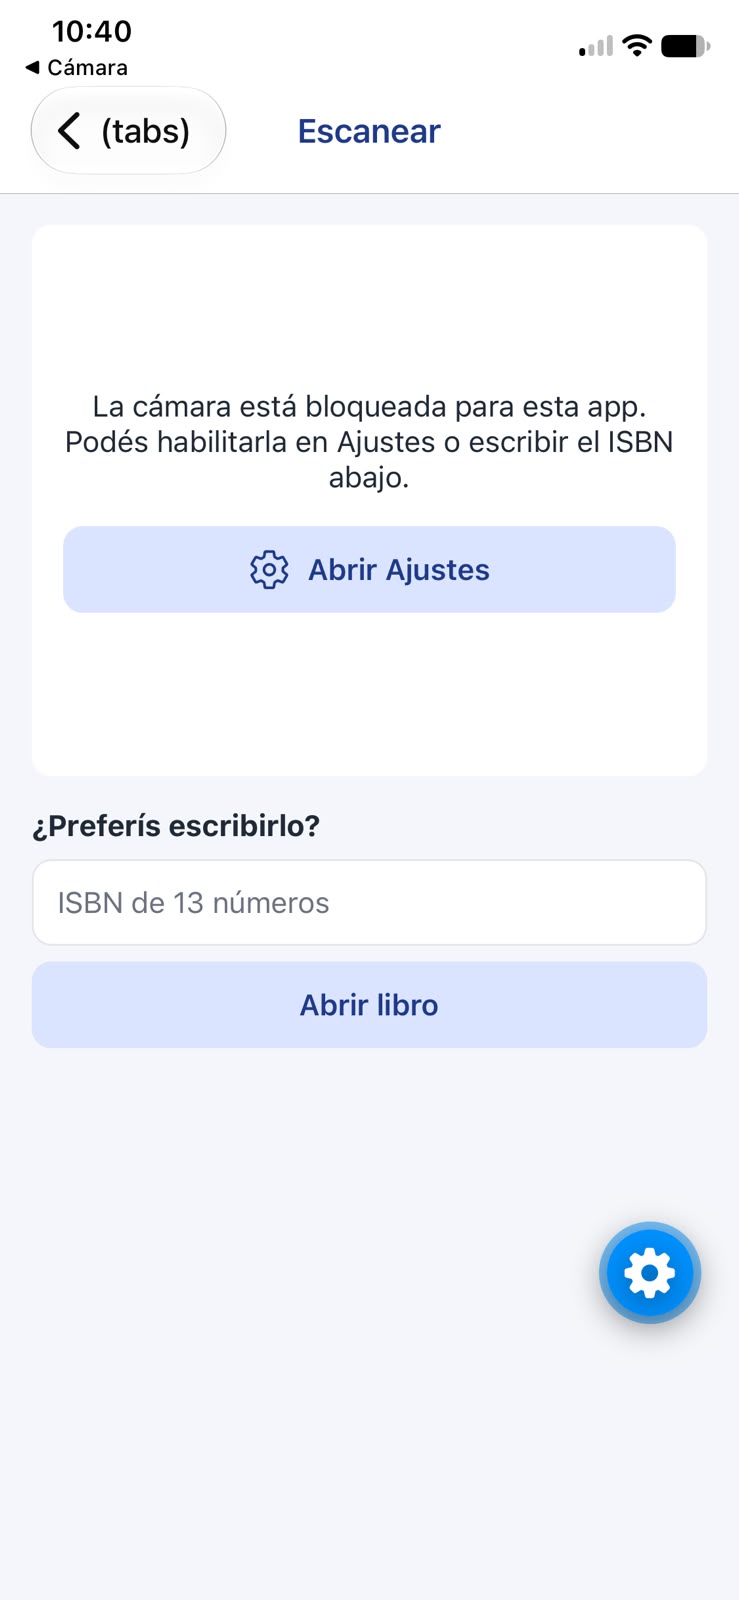 10:40
◀ Cámara
(tabs)
Escanear
La cámara está bloqueada para esta app.
Podés habilitarla en Ajustes o escribir el ISBN
abajo.
Abrir Ajustes
¿Preferís escribirlo?
ISBN de 13 números
Abrir libro